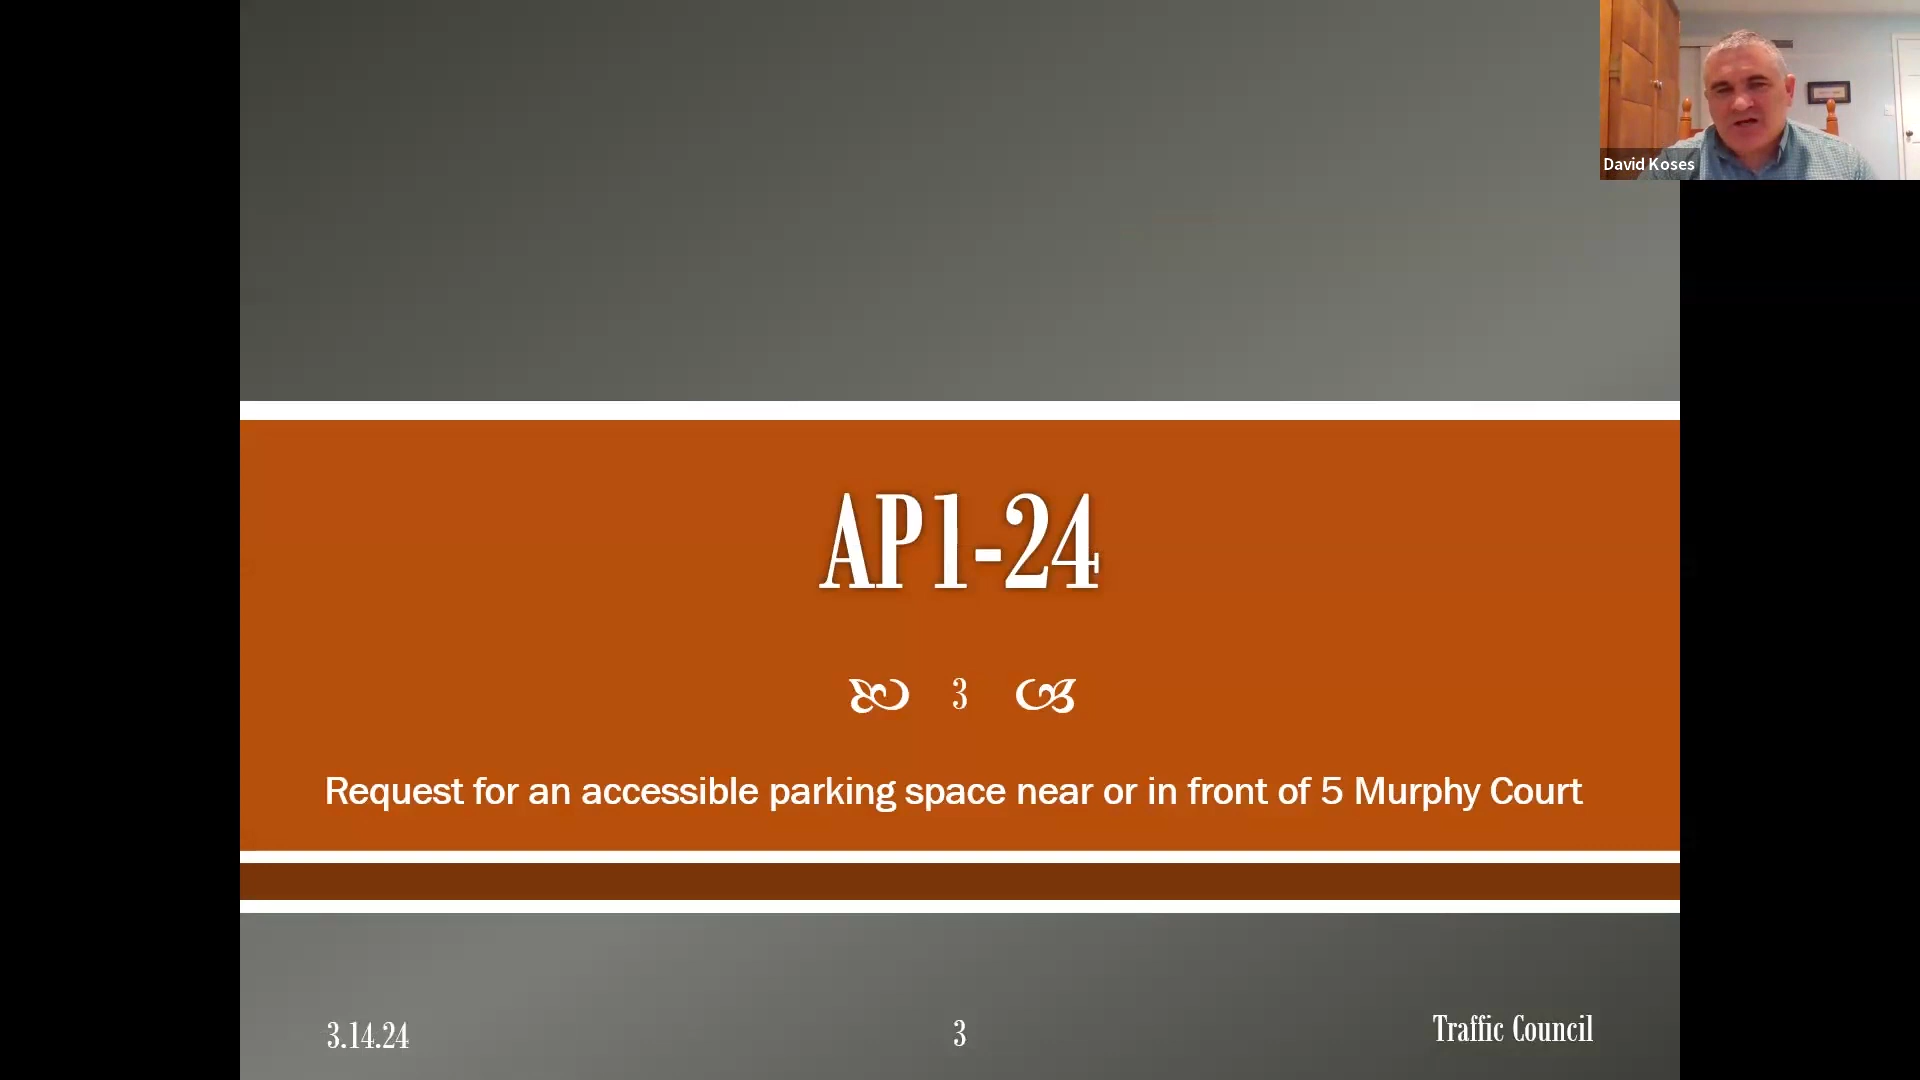 David Koses
AP1-24
3
Request for an accessible parking space near or in front of 5 Murphy Court
3.14.24
3
Traffic Council